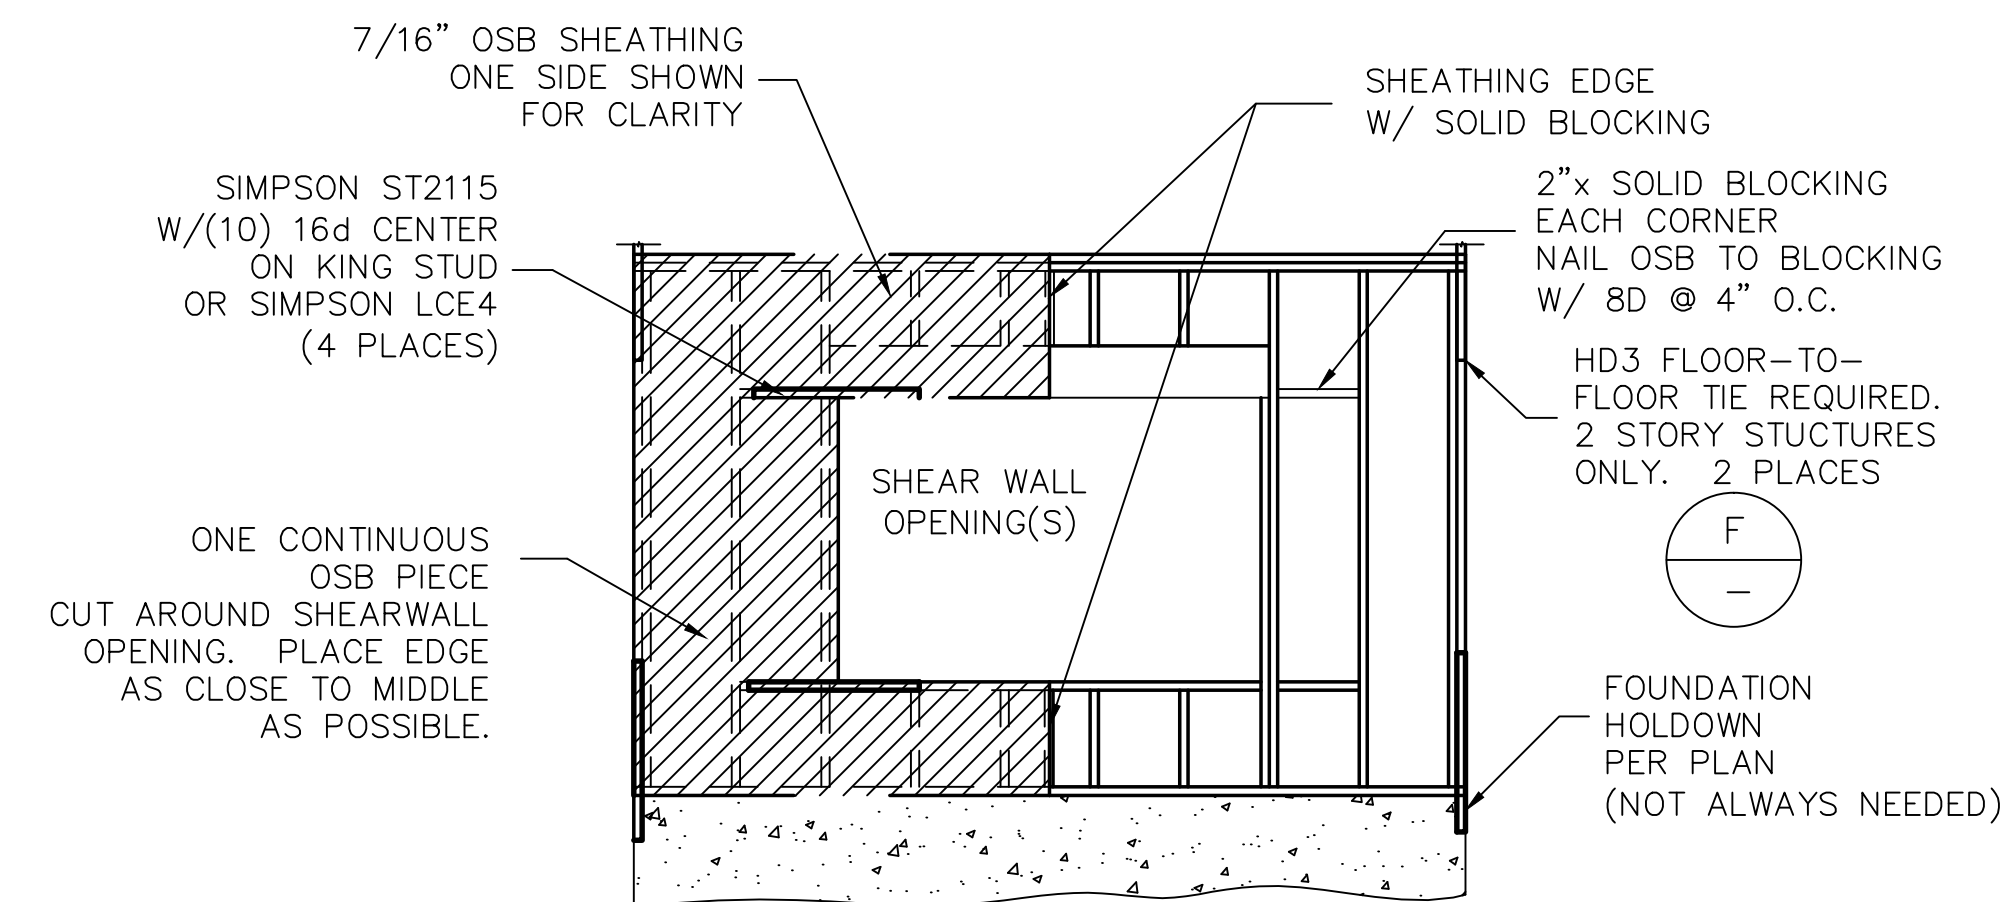 7/16" OSB SHEATHING
ONE SIDE SHOWN
FOR CLARITY
SIMPSON ST2115
W/(10) 16d CENTER
ON KING STUD
OR SIMPSON LCE4
(4 PLACES)
ONE CONTINUOUS
OSB PIECE
CUT AROUND SHEARWALL
OPENING. PLACE EDGE
AS CLOSE TO MIDDLE
AS POSSIBLE.
SHEAR WALL
OPENING(S)
SHEATHING EDGE
W/ SOLID BLOCKING
2"x SOLID BLOCKING
EACH CORNER
NAIL OSB TO BLOCKING
W/ 8D @ 4" O.C.
HD3 FLOOR-TO-
FLOOR TIE REQUIRED.
2 STORY STUCTURES
ONLY. 2 PLACES
F
-
FOUNDATION
HOLDOWN
PER PLAN
(NOT ALWAYS NEEDED)